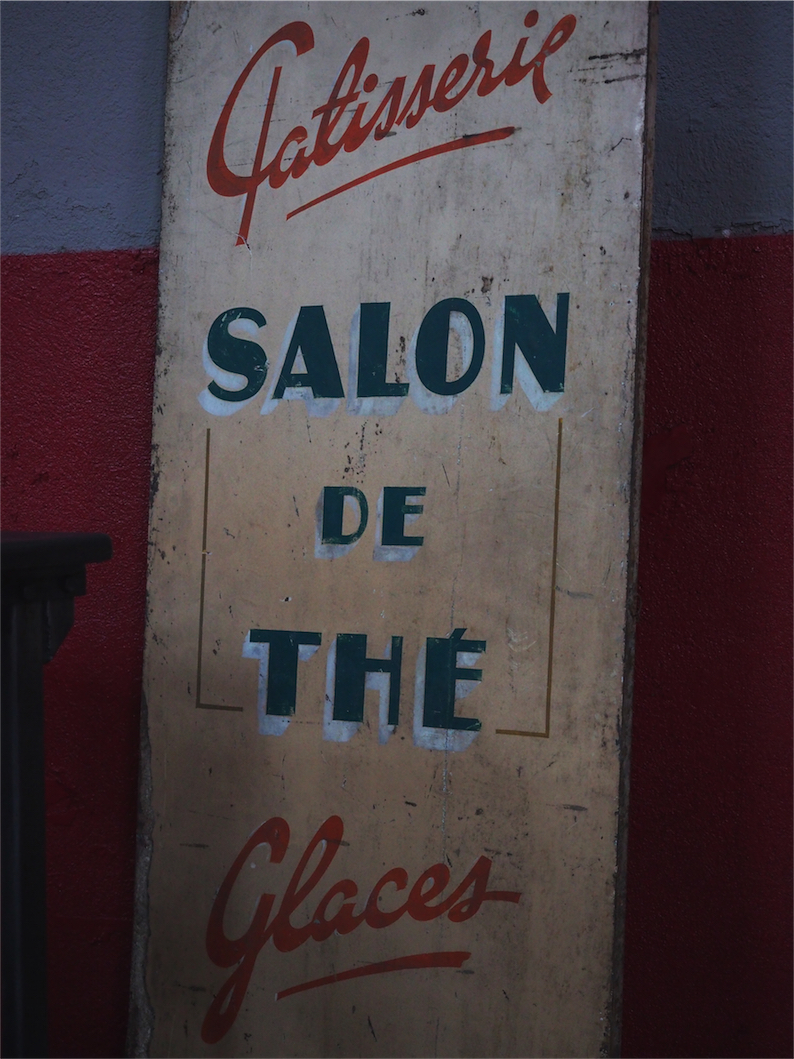 Patisserie
SALON
DE
THÉ
Glaces